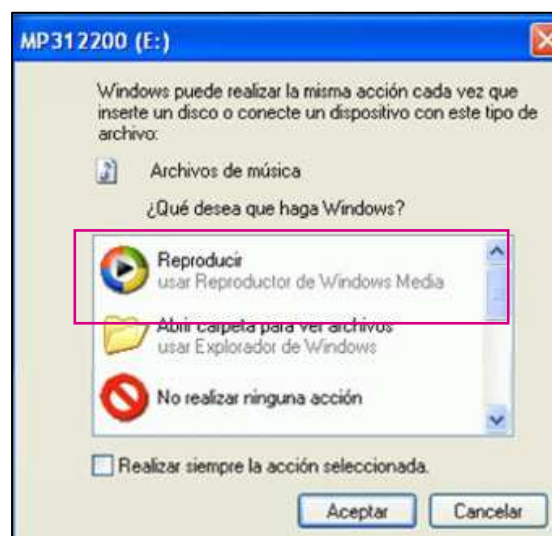 MP312200 (E:)
Windows puede realizar la misma acción cada vez que
inserte un disco o conecte un dispositivo con este tipo de
archivo:
Archivos de música
¿Qué desea que haga Windows?
Reproducir
usar Reproductor de Windows Media
Abrir carpeta para ver archivos
usar Explorador de Windows
No realizar ninguna acción
Realizar siempre la acción seleccionada.
Aceptar Cancelar